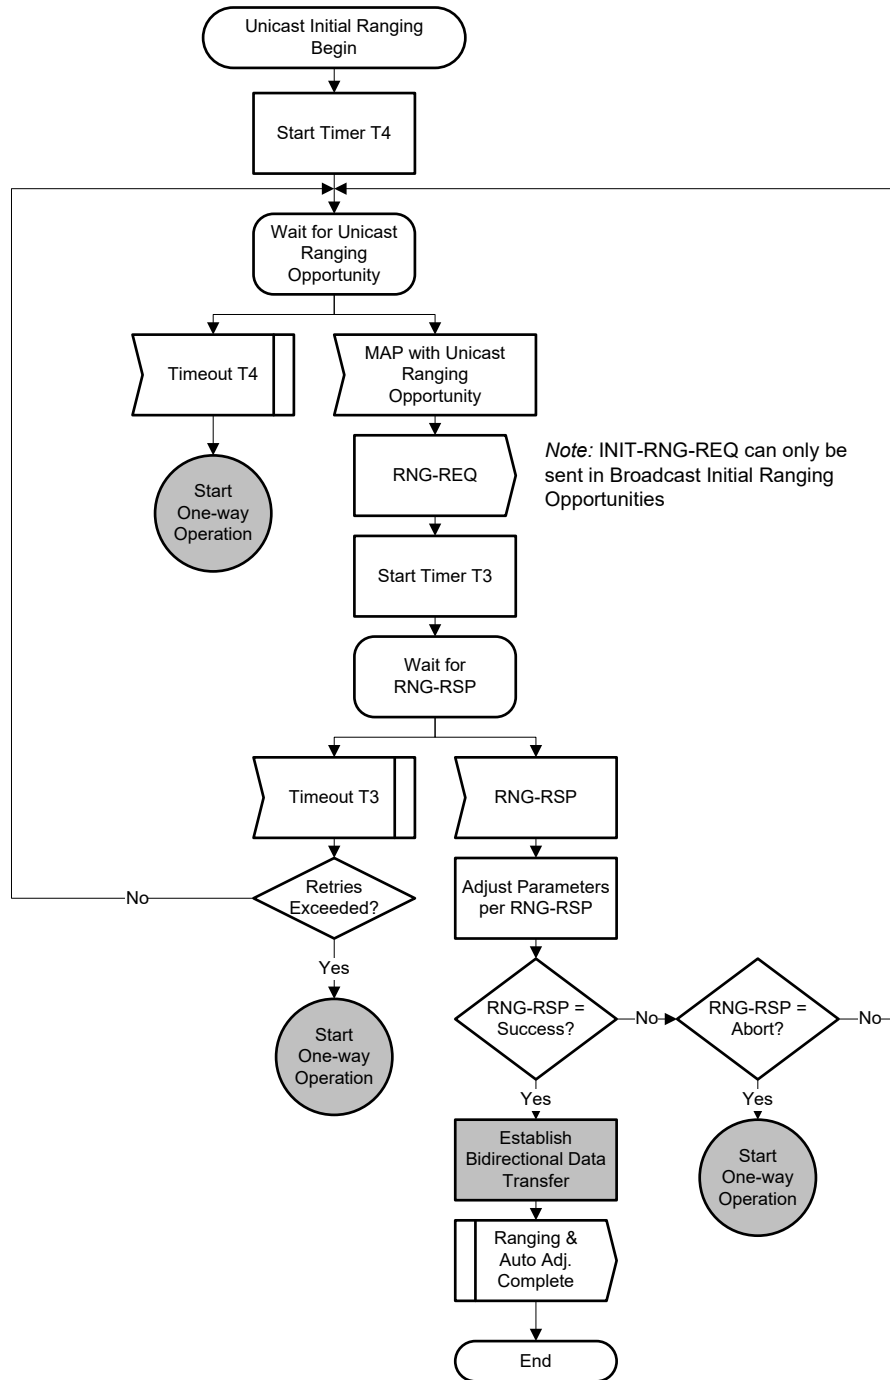 Unicast Initial Ranging
Begin
Start Timer T4
Wait for Unicast
Ranging
Opportunity
Timeout T4
MAP with Unicast
Ranging
Opportunity
Start
One-way
Operation
RNG-REQ
Note: INIT-RNG-REQ can only be
sent in Broadcast Initial Ranging
Opportunities
Start Timer T3
Wait for
RNG-RSP
Timeout T3
RNG-RSP
No
Retries
Exceeded?
Adjust Parameters
per RNG-RSP
Yes
Start
One-way
Operation
RNG-RSP =
Success?
No
RNG-RSP =
Abort?
No
Yes
Yes
Establish
Bidirectional Data
Transfer
Start
One-way
Operation
Ranging &
Auto Adj.
Complete
End